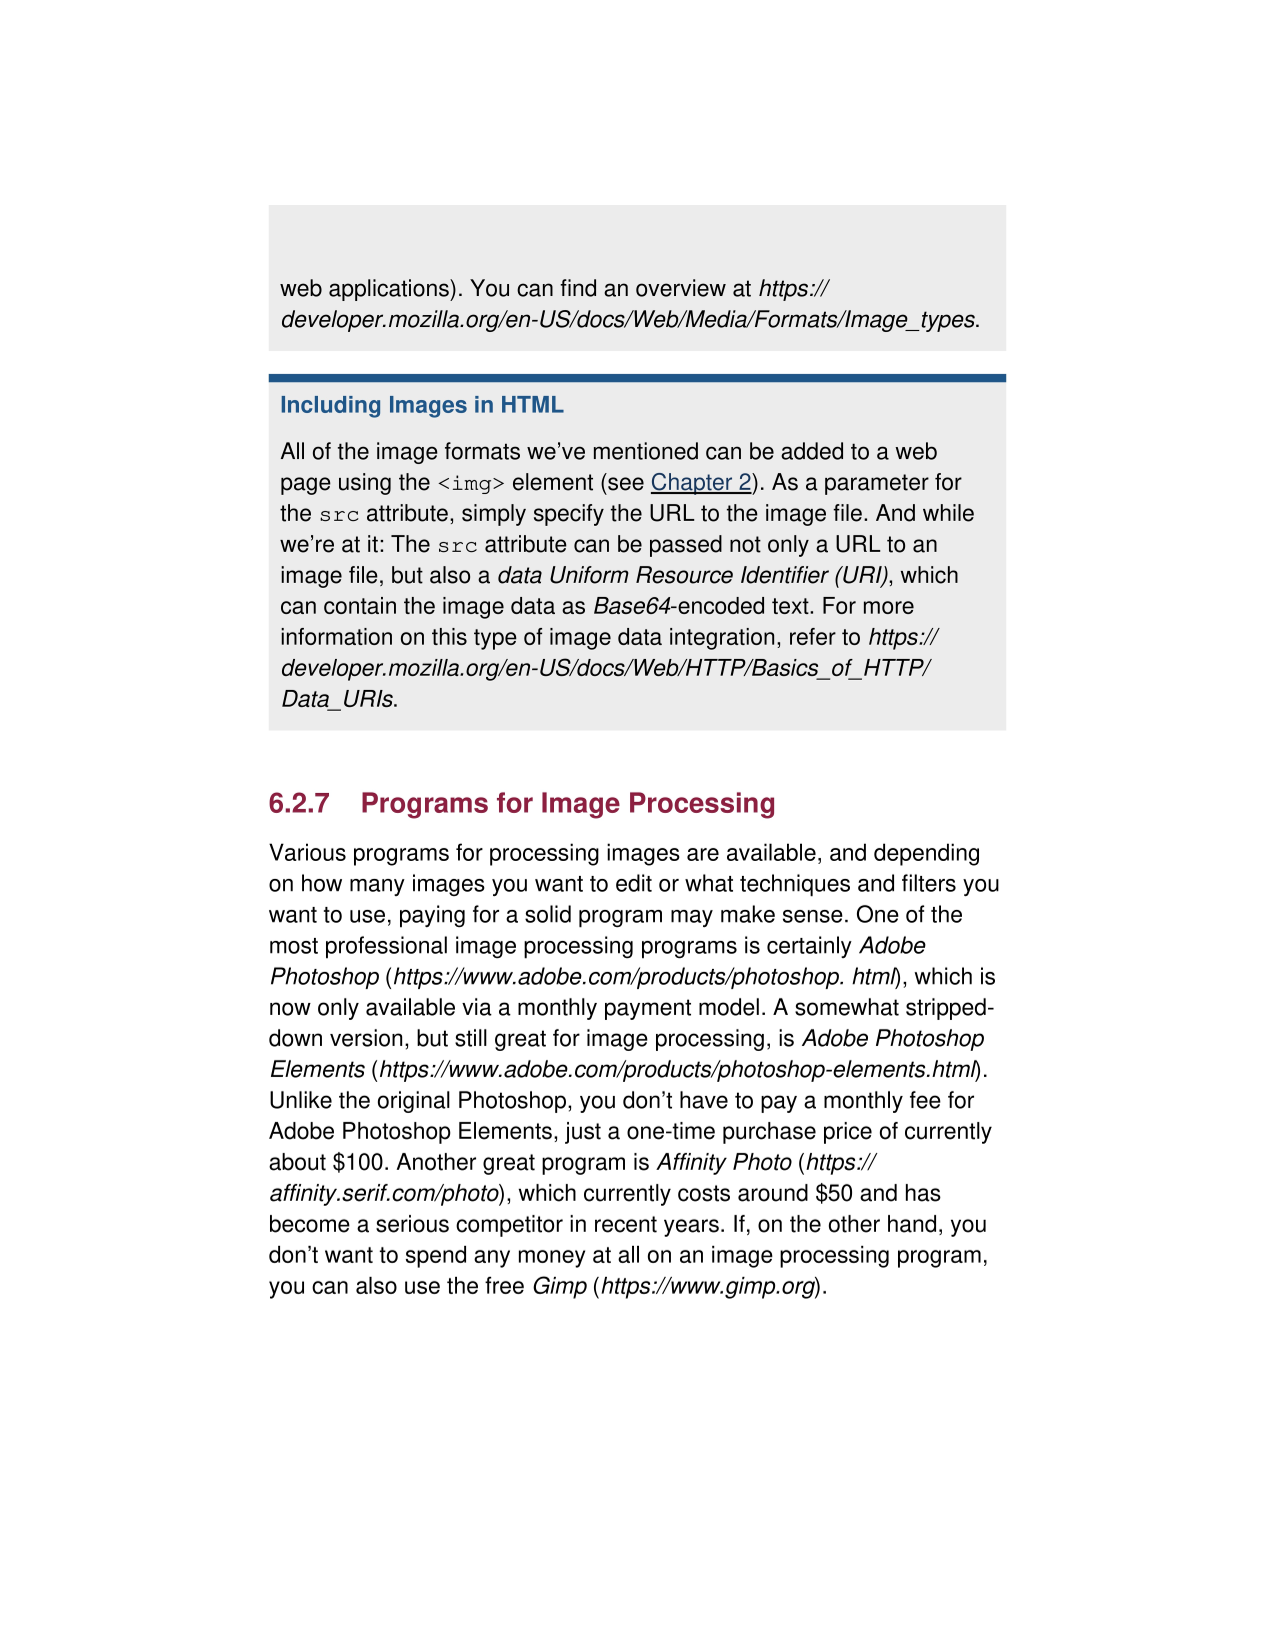 web applications). You can find an overview at https://
developer.mozilla.org/en-US/docs/Web/Media/Formats/Image_types.
Including Images in HTML
All of the image formats we’ve mentioned can be added to a web
page using the <img> element (see Chapter 2). As a parameter for
the src attribute, simply specify the URL to the image file. And while
we’re at it: The src attribute can be passed not only a URL to an
image file, but also a data Uniform Resource Identifier (URI), which
can contain the image data as Base64-encoded text. For more
information on this type of image data integration, refer to https://
developer.mozilla.org/en-US/docs/Web/HTTP/Basics_of_HTTP/
Data_URIs.
6.2.7 Programs for Image Processing
Various programs for processing images are available, and depending
on how many images you want to edit or what techniques and filters you
want to use, paying for a solid program may make sense. One of the
most professional image processing programs is certainly Adobe
Photoshop (https://www.adobe.com/products/photoshop. html), which is
now only available via a monthly payment model. A somewhat stripped-
down version, but still great for image processing, is Adobe Photoshop
Elements (https://www.adobe.com/products/photoshop-elements.html).
Unlike the original Photoshop, you don’t have to pay a monthly fee for
Adobe Photoshop Elements, just a one-time purchase price of currently
about $100. Another great program is Affinity Photo (https://
affinity.serif.com/photo), which currently costs around $50 and has
become a serious competitor in recent years. If, on the other hand, you
don’t want to spend any money at all on an image processing program,
you can also use the free Gimp (https://www.gimp.org).